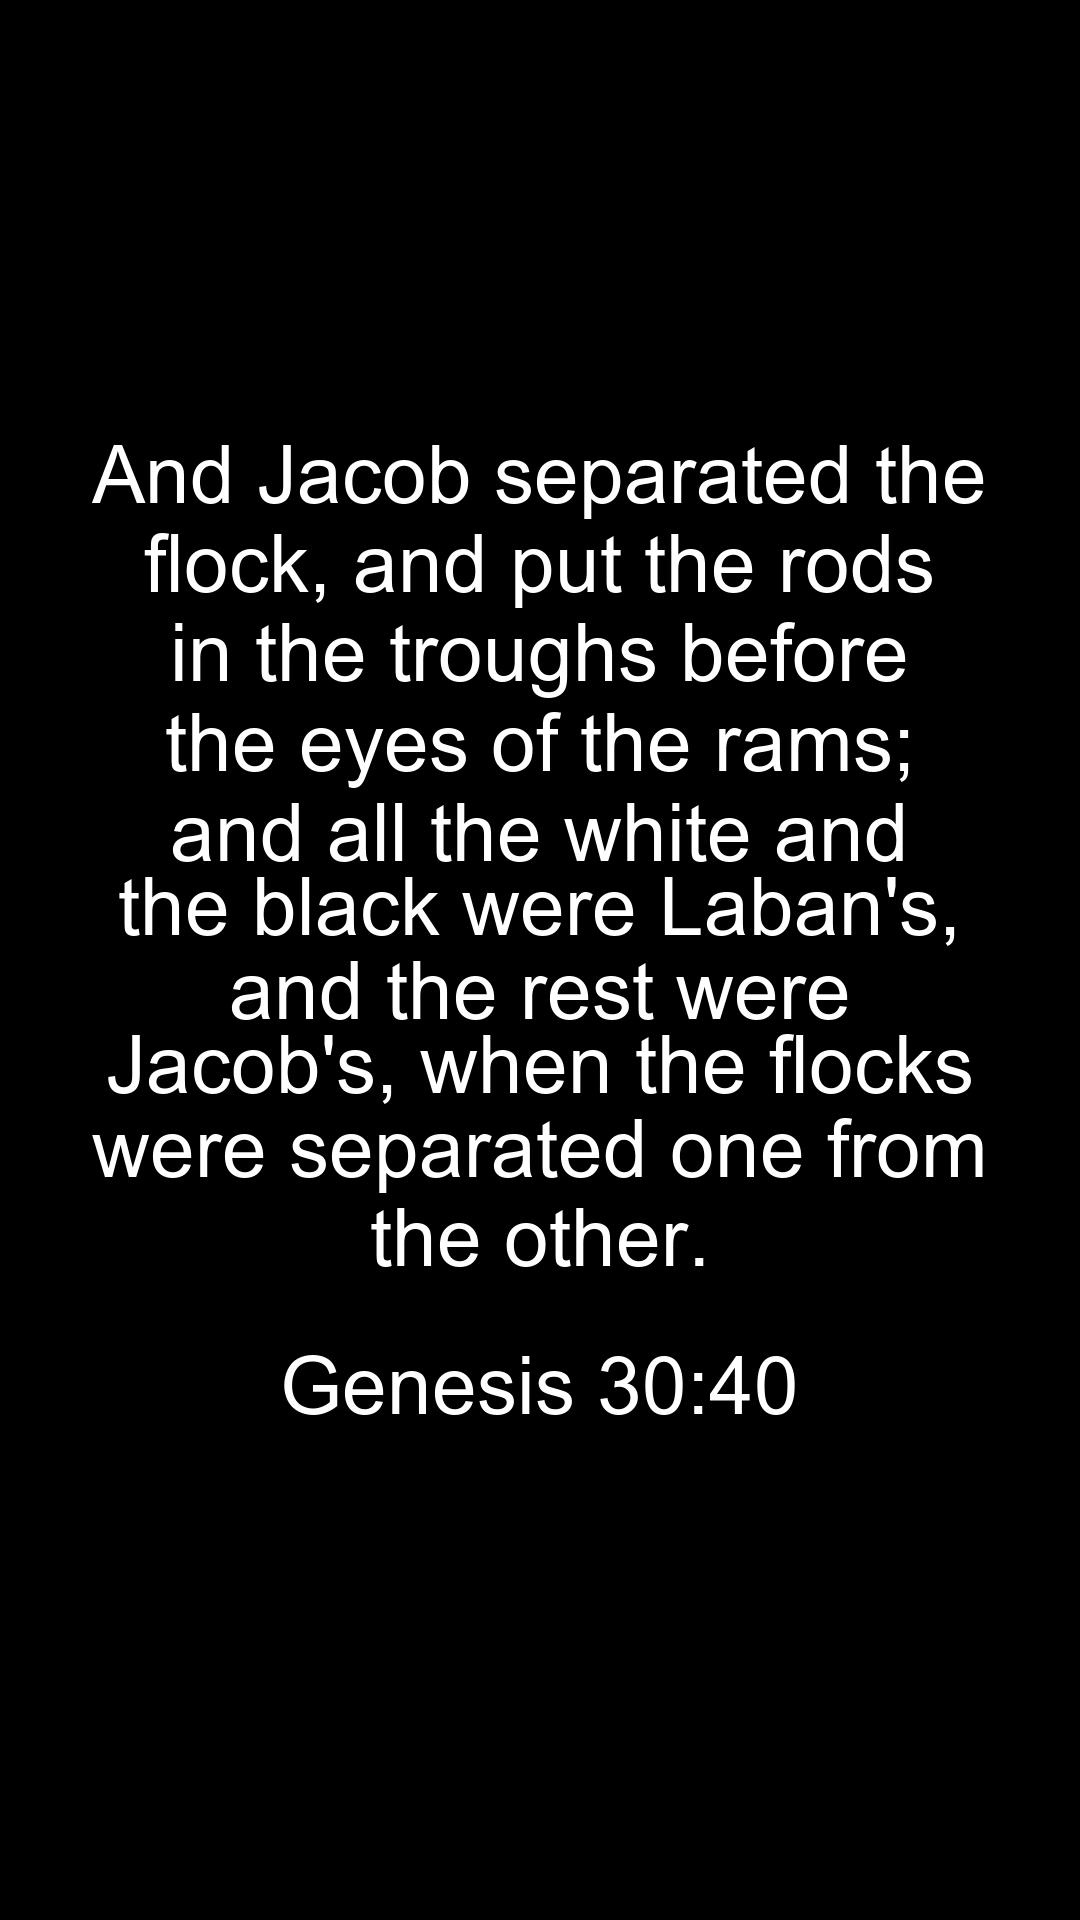 And Jacob separated the
flock, and put the rods
in the troughs before
the eyes of the rams;
and all the white and
the black were Laban's,
and the rest were
Jacob's, when the flocks
were separated one from
the other.
Genesis 30:40